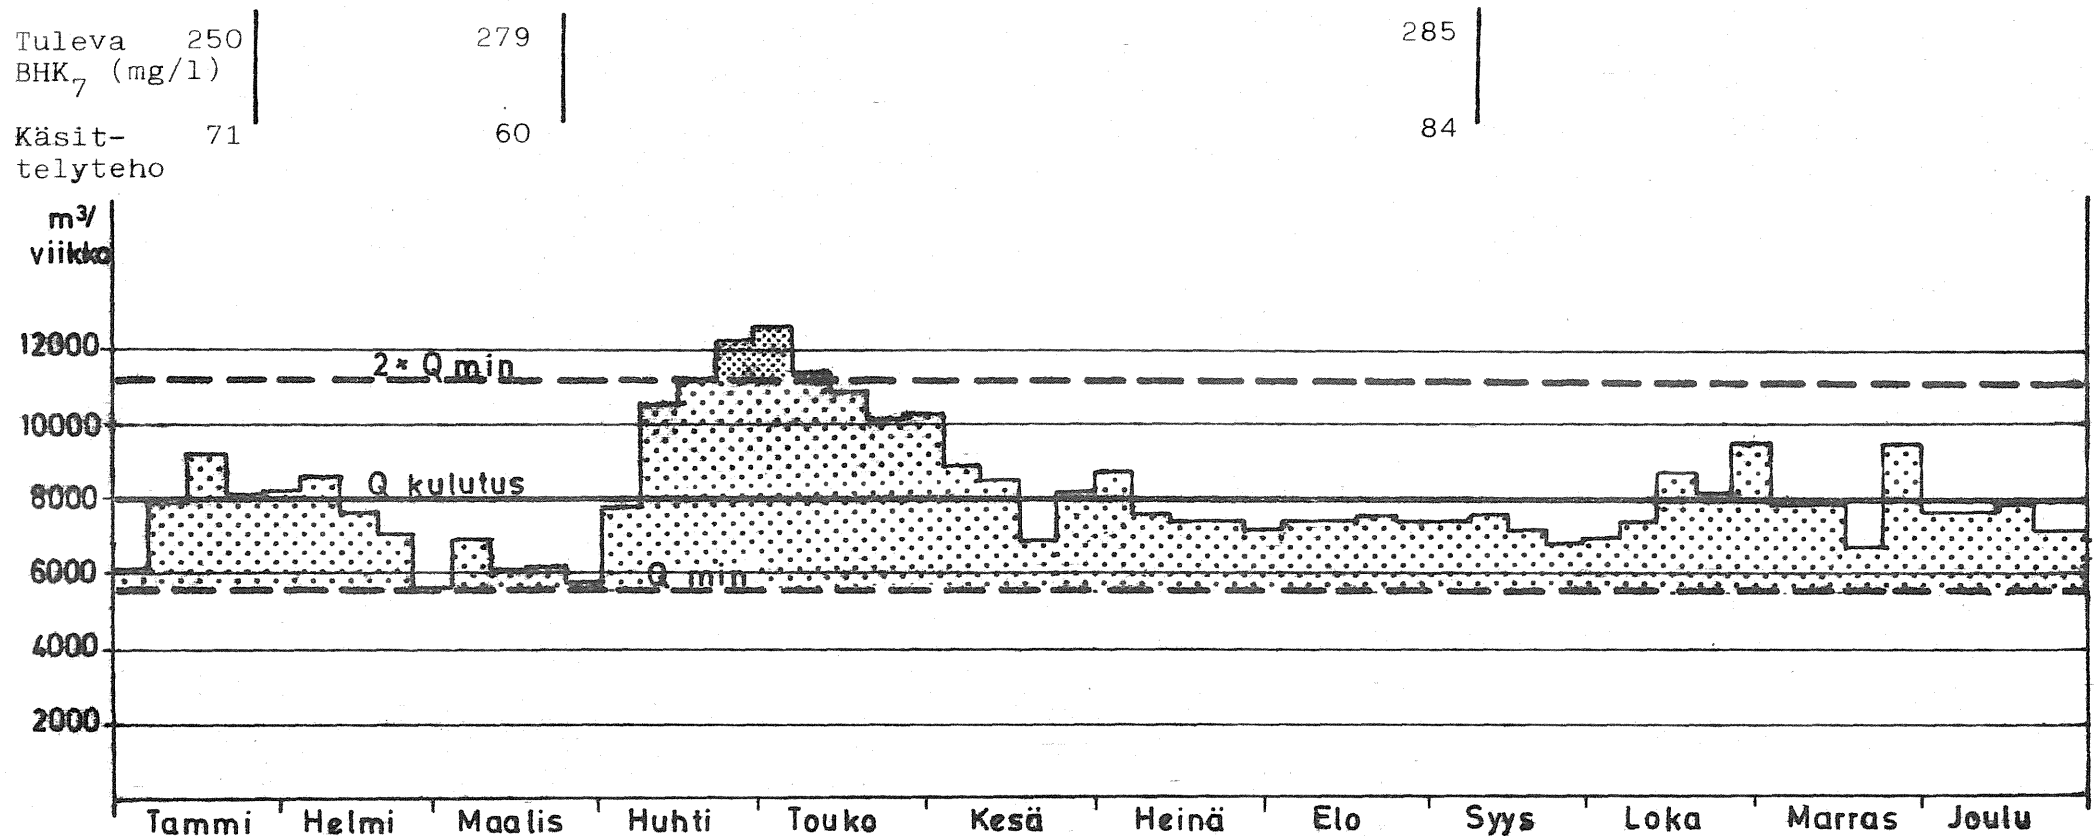 Tuleva 250 279 285
BHK7 (mg/l)
Käsit- 71 60 84
telyteho
m³/
viikko
12000
2× Q min
10000
8000 Q kulutus
6000 Q min
4000
2000
Tammi Helmi Maalis Huhti Touko Kesä Heinä Elo Syys Loka Marras Joulu